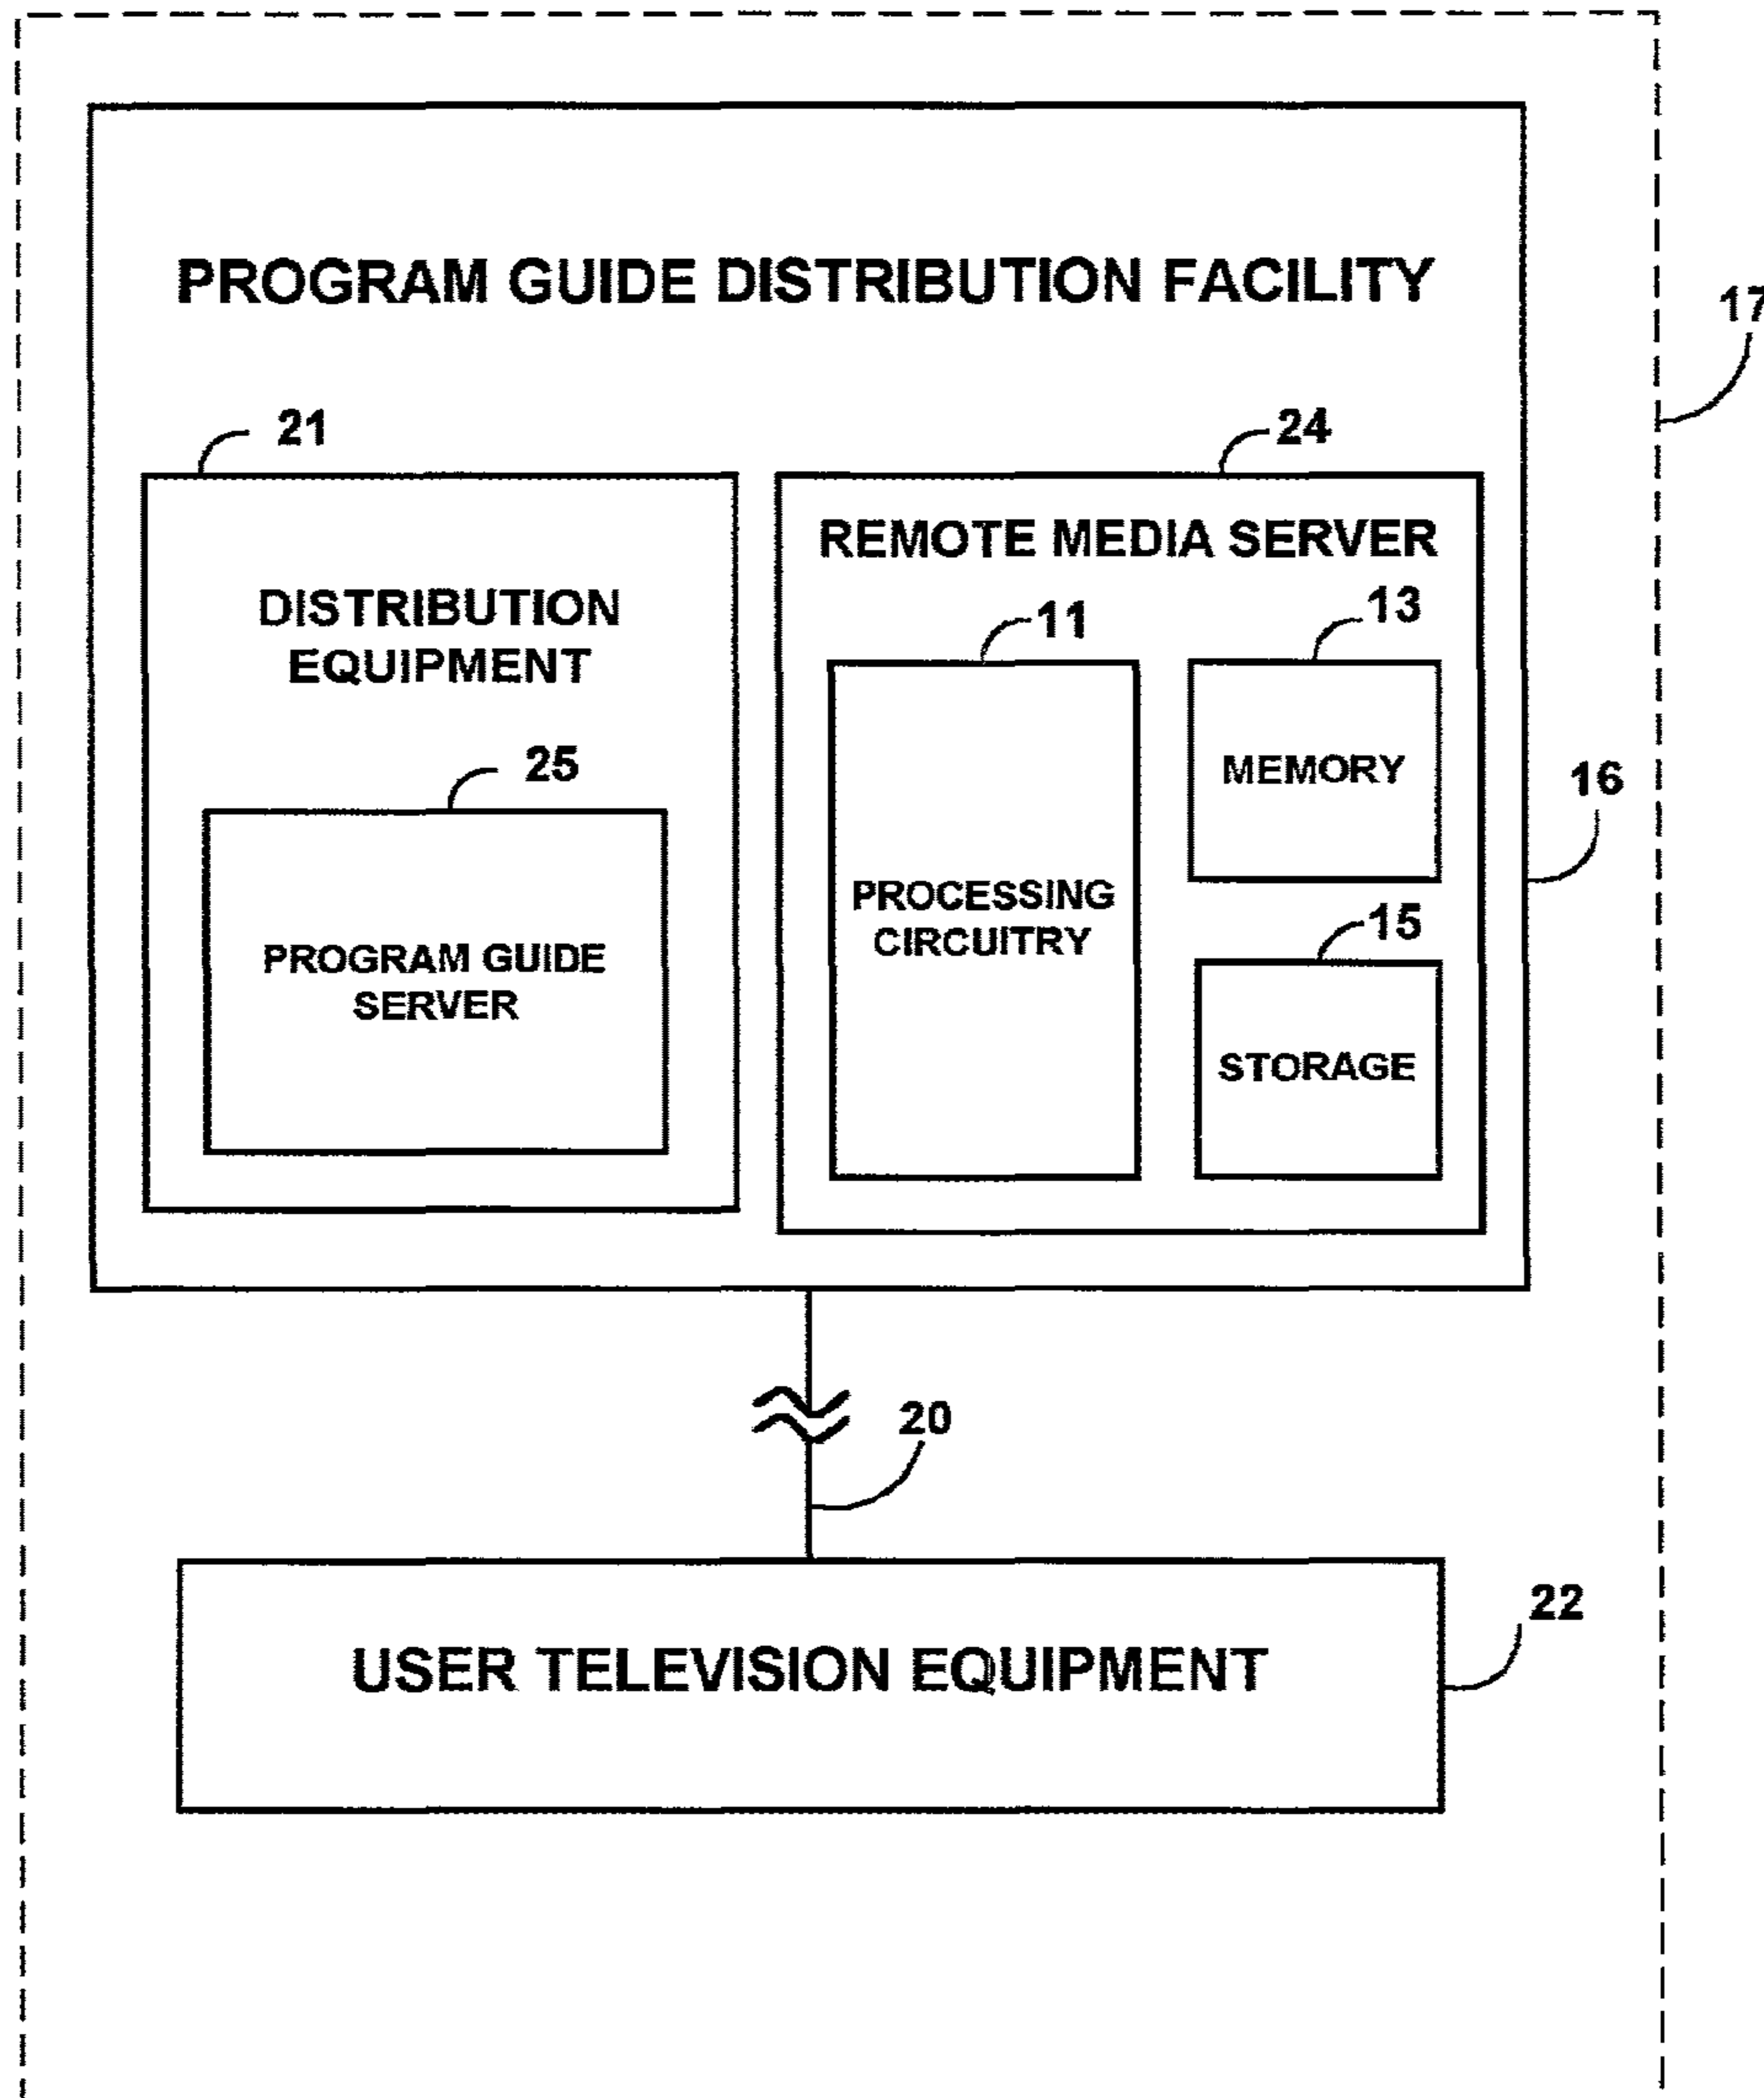 PROGRAM GUIDE DISTRIBUTION FACILITY
17
21
24
REMOTE MEDIA SERVER
DISTRIBUTION
EQUIPMENT
11
13
MEMORY
16
25
PROCESSING
CIRCUITRY
15
PROGRAM GUIDE
SERVER
STORAGE
20
22
USER TELEVISION EQUIPMENT